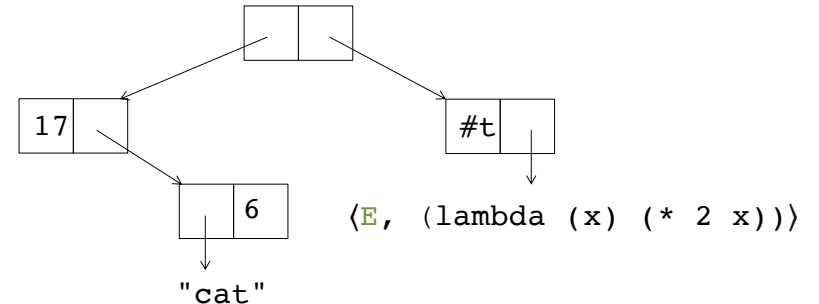 17
#t
6
⟨E, (lambda (x) (* 2 x))⟩
"cat"